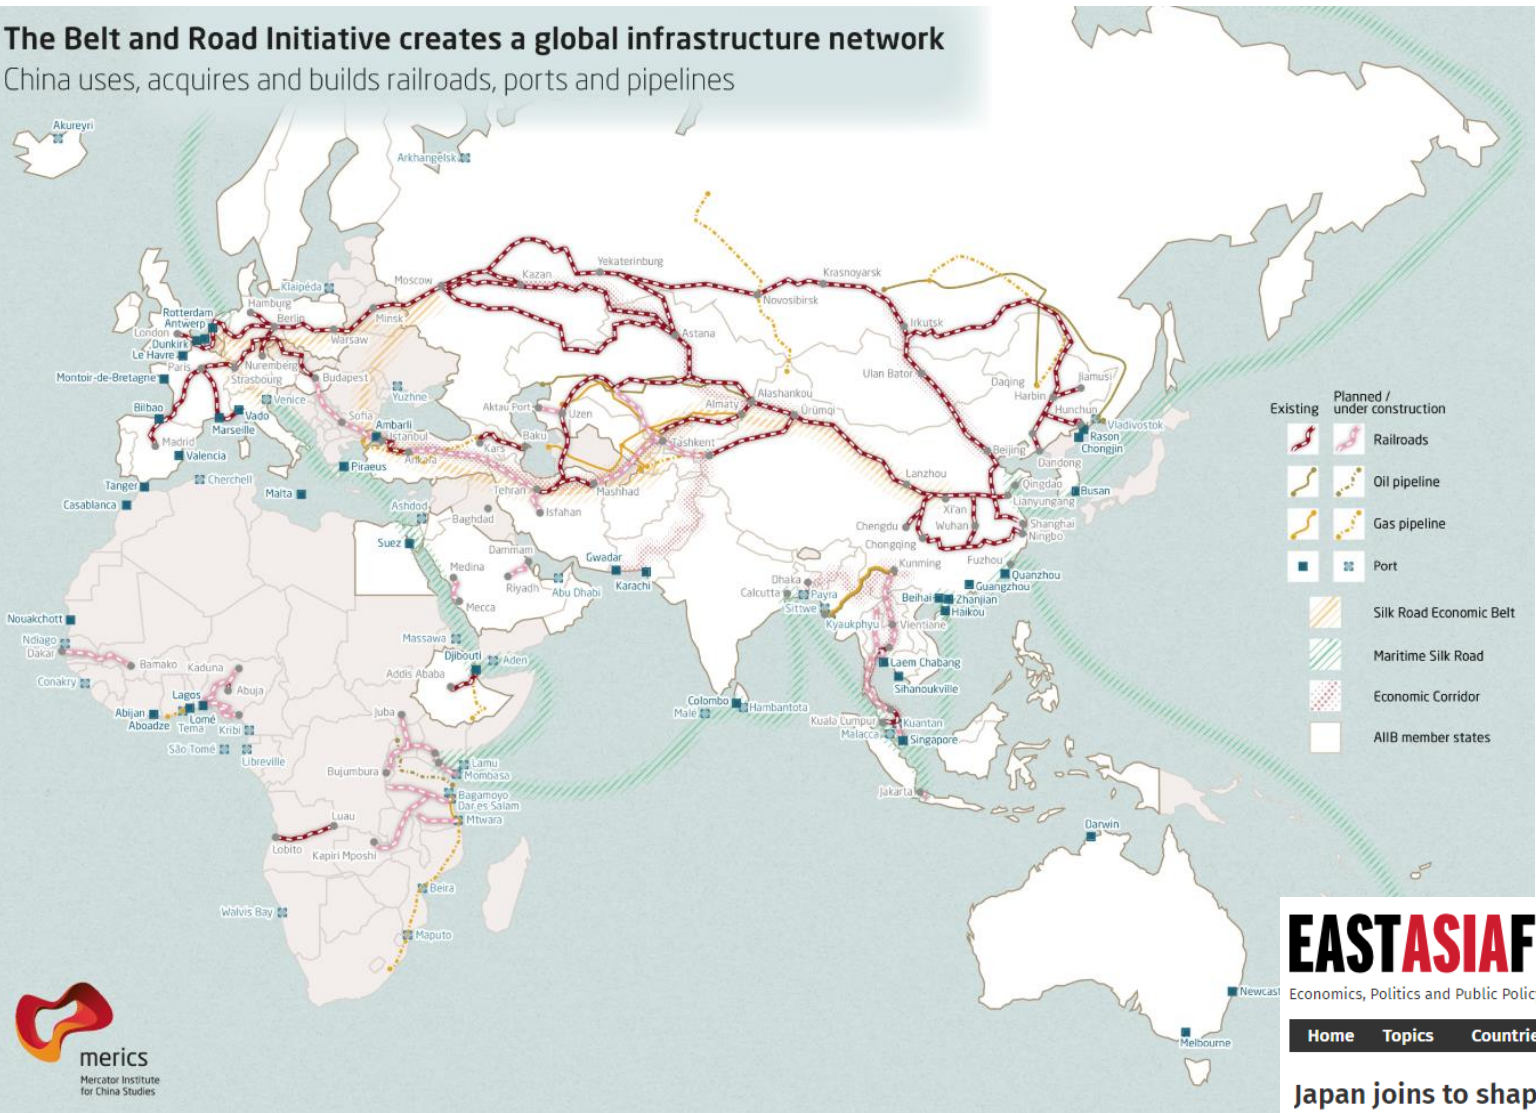 The Belt and Road Initiative creates a global infrastructure network
China uses, acquires and builds railroads, ports and pipelines
Akureyri
Arkhangelsk
Yekaterinburg
Krasnoyarsk
Kazan
Moscow
Klaipėda
Novosibirsk
Hamburg
Rotterdam
Berlin
Antwerp
Minsk
Irkutsk
London
Astana
Dunkirk
Warsaw
Le Havre
Paris
Nuremberg
Ulan Bator
Montoir-de-Bretagne
Strasbourg
Budapest
Daqing
Jiamusi
Yuzhne
Alashankou
Harbin
Venice
Aktau Port
Uzen
Almaty
Ürümqi
Hunchun
Bilbao
Vado
Sofia
Ambarli
Vladivostok
Marseille
Istanbul
Baku
Rason
Madrid
Kars
Tashkent
Chongjin
Valencia
Ankara
Beijing
Piraeus
Dandong
Cherchell
Lanzhou
Tanger
Malta
Tehran
Mashhad
Qingdao
Busan
Casablanca
Ashdod
Isfahan
Lianyungang
Baghdad
Xi'an
Chengdu
Wuhan
Shanghai
Suez
Chongqing
Ningbo
Dammam
Gwadar
Fuzhou
Medina
Kunming
Quanzhou
Riyadh
Abu Dhabi
Karachi
Dhaka
Guangzhou
Calcutta
Payra
Beihai
Zhanjian
Mecca
Sittwe
Haikou
Nouakchott
Kyaukphyu
Vientiane
Ndiago
Massawa
Dakar
Djibouti
Aden
Laem Chabang
Bamako
Kaduna
Addis Ababa
Conakry
Abuja
Sihanoukville
Lagos
Colombo
Hambantota
Abijan
Lomé
Juba
Male
Kuala Lumpur
Kuantan
Aboadze
Tema
Kribi
Malacca
Singapore
São Tomé
Libreville
Lamu
Bujumbura
Mombasa
Jakarta
Bagamoyo
Dar es Salam
Luau
Mtwara
Darwin
Lobito
Kapiri Mposhi
Beira
Walvis Bay
Maputo
Newcast
Melbourne
Existing
Planned /
under construction
Railroads
Oil pipeline
Gas pipeline
Port
Silk Road Economic Belt
Maritime Silk Road
Economic Corridor
AIIB member states
merics
Mercator Institute
for China Studies
EASTASIAF
Economics, Politics and Public Polic
Home Topics Countrie
Japan joins to shap